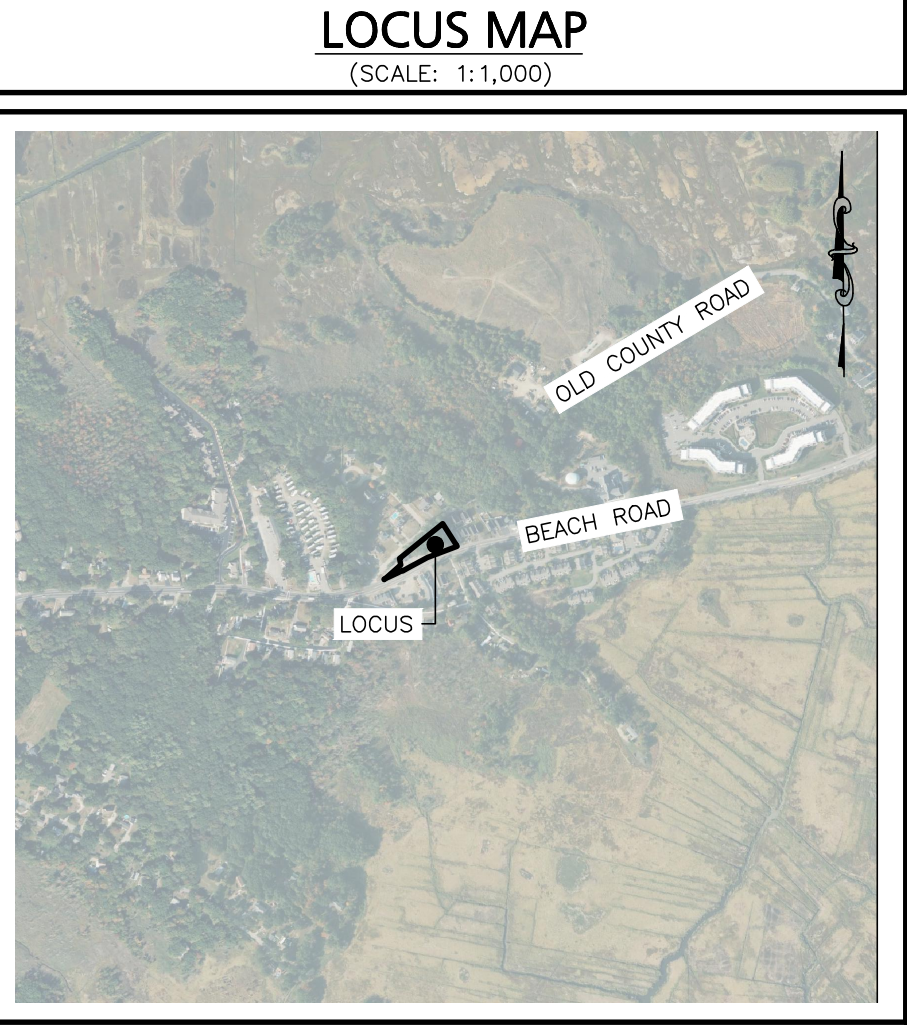 LOCUS MAP
(SCALE: 1:1,000)
OLD COUNTY ROAD
BEACH ROAD
LOCUS